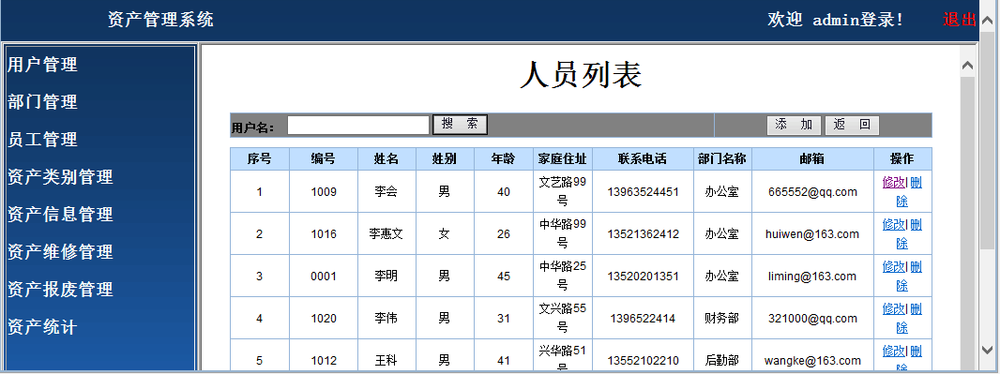 资产管理系统 欢迎 admin登录! 退出
用户管理
部门管理
员工管理
资产类别管理
资产信息管理
资产维修管理
资产报废管理
资产统计
人员列表
用户名: 搜 索 添 加 返 回
序号 编号 姓名 姓别 年龄 家庭住址 联系电话 部门名称 邮箱 操作
1 1009 李会 男 40 文艺路99号 13963524451 办公室 665552@qq.com 修改|删除
2 1016 李惠文 女 26 中华路99号 13521362412 办公室 huiwen@163.com 修改|删除
3 0001 李明 男 45 中华路25号 13520201351 办公室 liming@163.com 修改|删除
4 1020 李伟 男 31 文兴路55号 1396522414 财务部 321000@qq.com 修改|删除
5 1012 王科 男 41 兴华路51号 13552102210 后勤部 wangke@163.com 修改|删除